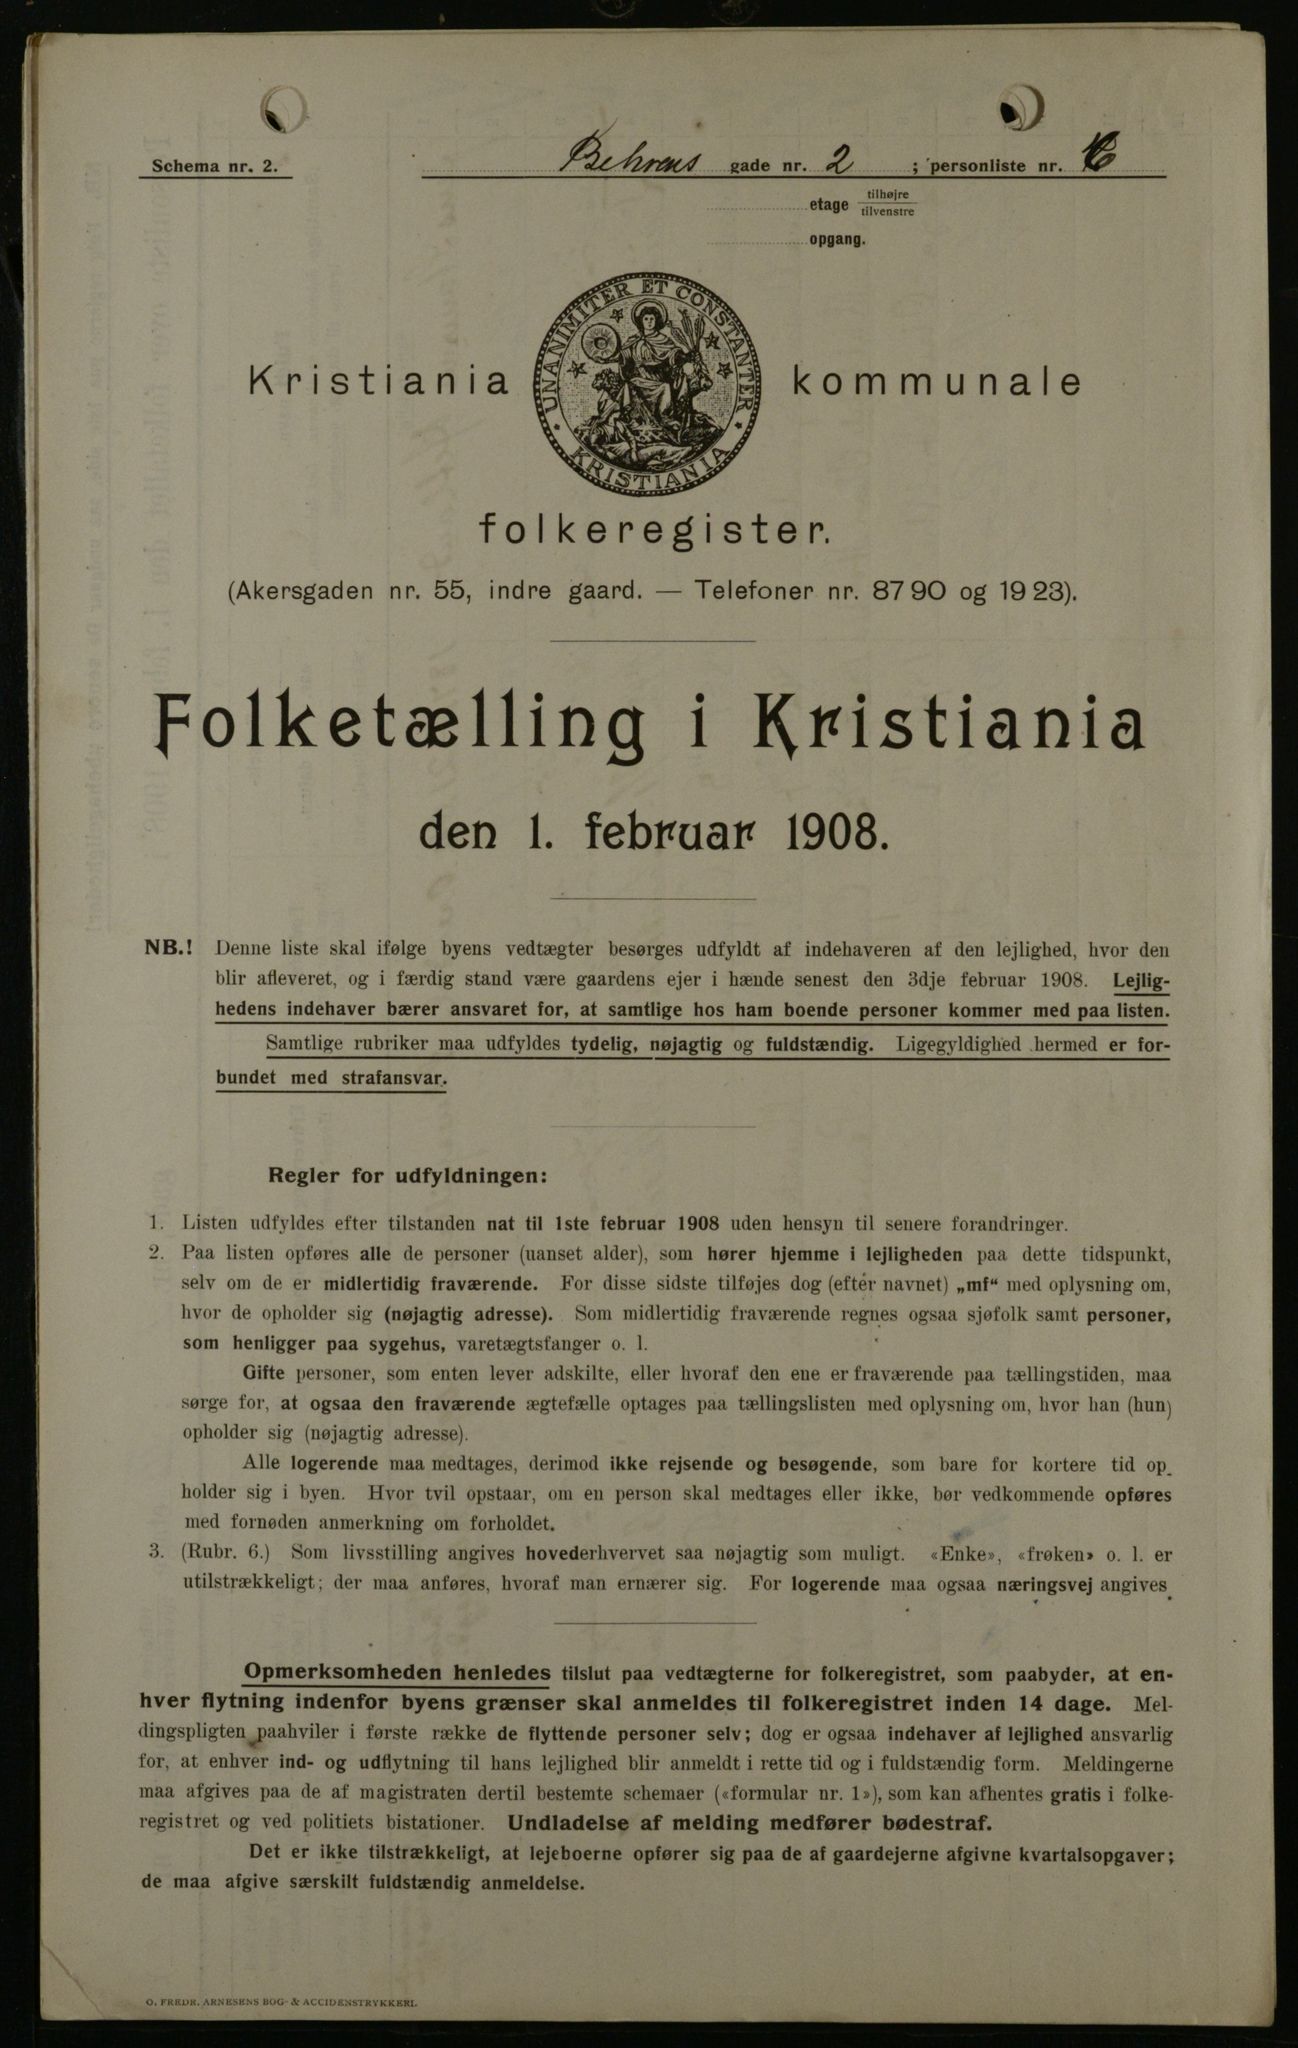 Schema nr. 2.
Behrens gade nr. 2 ; personliste nr.
etage tilhøjre
tilvenstre
opgang.
UNANIMITER ET CONSTANTER
KRISTIANIA
Kristiania kommunale
folkeregister.
(Akersgaden nr. 55, indre gaard. — Telefoner nr. 87 90 og 19 23).
Folketælling i Kristiania
den 1. februar 1908.
NB.! Denne liste skal ifølge byens vedtægter besørges udfyldt af indehaveren af den lejlighed, hvor den
blir afleveret, og i færdig stand være gaardens ejer i hænde senest den 3dje februar 1908. Lejlig-
hedens indehaver bærer ansvaret for, at samtlige hos ham boende personer kommer med paa listen.
Samtlige rubriker maa udfyldes tydelig, nøjagtig og fuldstændig. Ligegyldighed hermed er for-
bundet med strafansvar.
Regler for udfyldningen:
1. Listen udfyldes efter tilstanden nat til 1ste februar 1908 uden hensyn til senere forandringer.
2. Paa listen opføres alle de personer (uanset alder), som hører hjemme i lejligheden paa dette tidspunkt,
selv om de er midlertidig fraværende. For disse sidste tilføjes dog (efter navnet) „mf“ med oplysning om,
hvor de opholder sig (nøjagtig adresse). Som midlertidig fraværende regnes ogsaa sjøfolk samt personer,
som henligger paa sygehus, varetægtsfanger o. l.
Gifte personer, som enten lever adskilte, eller hvoraf den ene er fraværende paa tællingstiden, maa
sørge for, at ogsaa den fraværende ægtefælle optages paa tællingslisten med oplysning om, hvor han (hun)
opholder sig (nøjagtig adresse).
Alle logerende maa medtages, derimod ikke rejsende og besøgende, som bare for kortere tid op-
holder sig i byen. Hvor tvil opstaar, om en person skal medtages eller ikke, bør vedkommende opføres
med fornøden anmerkning om forholdet.
3. (Rubr. 6.) Som livsstilling angives hovederhvervet saa nøjagtig som muligt. «Enke», «frøken» o. l. er
utilstrækkeligt; der maa anføres, hvoraf man ernærer sig. For logerende maa ogsaa næringsvej angives.
Opmerksomheden henledes tilslut paa vedtægterne for folkeregistret, som paabyder, at en-
hver flytning indenfor byens grænser skal anmeldes til folkeregistret inden 14 dage. Mel-
dingspligten paahviler i første række de flyttende personer selv; dog er ogsaa indehaver af lejlighed ansvarlig
for, at enhver ind- og udflytning til hans lejlighed blir anmeldt i rette tid og i fuldstændig form. Meldingerne
maa afgives paa de af magistraten dertil bestemte schemaer («formular nr. 1»), som kan afhentes gratis i folke-
registret og ved politiets bistationer. Undladelse af melding medfører bødestraf.
Det er ikke tilstrækkeligt, at lejeboerne opfører sig paa de af gaardejerne afgivne kvartalsopgaver;
de maa afgive særskilt fuldstændig anmeldelse.
O. FREDR. ARNESENS BOG- & ACCIDENSTRYKKERI.